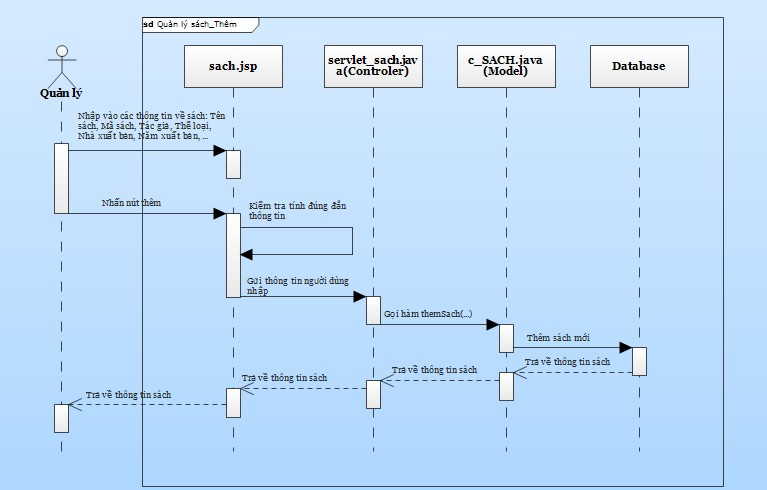 sd Quản lý sách_Thêm
sach.jsp
servlet_sach.jav
a(Controler)
c_SACH.java
(Model)
Database
Quản lý
Nhập vào các thông tin về sách: Tên
sách, Mã sách, Tác giả, Thể loại,
Nhà xuất bản, Năm xuất bản, ...
Nhấn nút thêm
Kiểm tra tính đúng đắn
thông tin
Gởi thông tin người dùng
nhập
Gọi hàm themSach(...)
Thêm sách mới
Trả về thông tin sách
Trả về thông tin sách
Trả về thông tin sách
Trả về thông tin sách